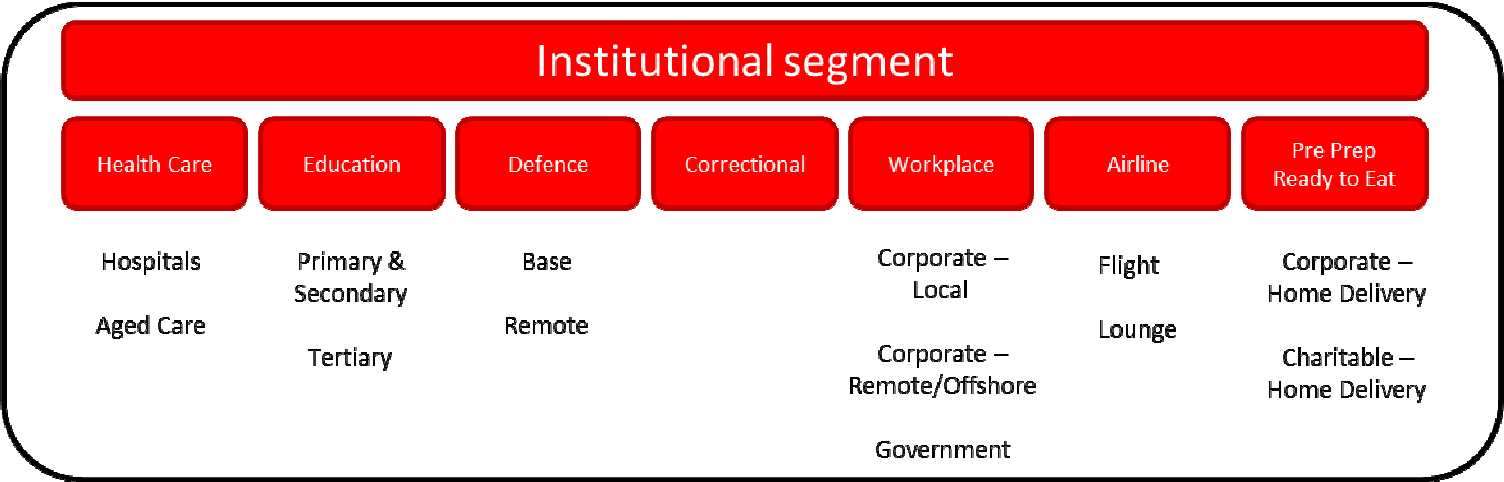 Institutional segment
Health Care
Education
Defence
Correctional
Workplace
Airline
Pre Prep
Ready to Eat
Hospitals
Aged Care
Primary &
Secondary
Tertiary
Base
Remote
Corporate –
Local
Corporate –
Remote/Offshore
Government
Flight
Lounge
Corporate –
Home Delivery
Charitable –
Home Delivery